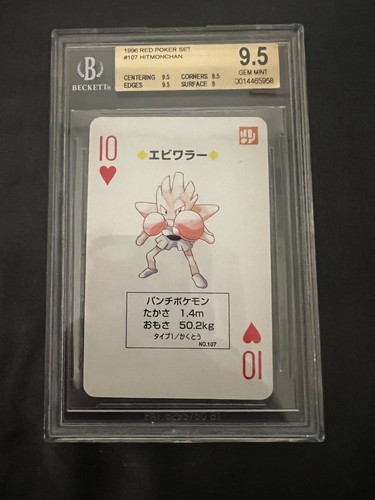 1996 RED POKER SET
#107 HITMONCHAN
BECKETT
CENTERING 9.5 CORNERS 9.5
EDGES 9.5 SURFACE 9
9.5
GEM MINT
0014465958
10
エビワラー
パンチポケモン
たかさ 1.4m
おもさ 50.2kg
タイプ1/かくとう
NO.107
10